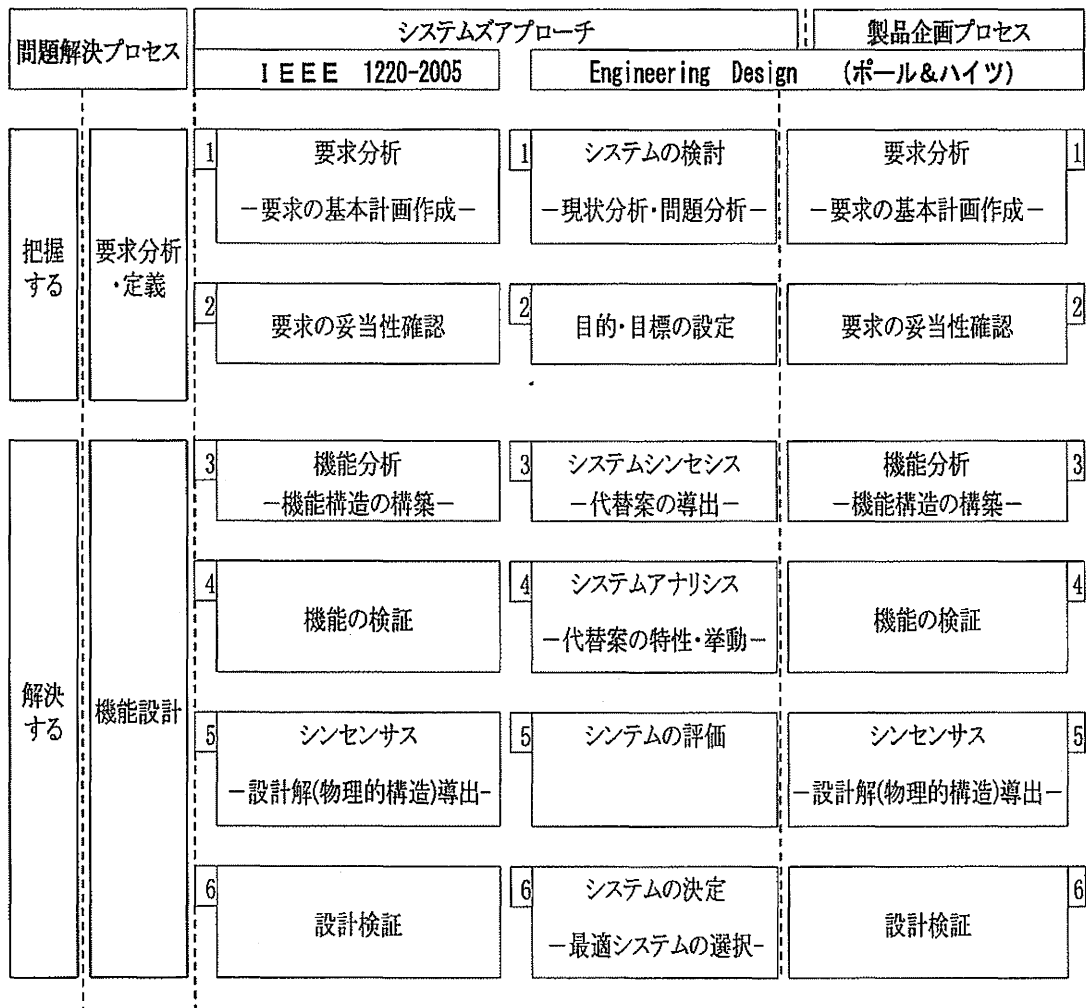 問題解決プロセス
システムズアプローチ
製品企画プロセス
IEEE 1220-2005
Engineering Design (ポール&ハイツ)
把握
する
要求分析
・定義
1
要求分析
－要求の基本計画作成－
1
システムの検討
－現状分析・問題分析－
要求分析
－要求の基本計画作成－
1
2
要求の妥当性確認
2
目的・目標の設定
要求の妥当性確認
2
解決
する
機能設計
3
機能分析
－機能構造の構築－
3
システムシンセシス
－代替案の導出－
機能分析
－機能構造の構築－
3
4
機能の検証
4
システムアナリシス
－代替案の特性・挙動－
機能の検証
4
5
シンセンサス
－設計解(物理的構造)導出-
5
シンテムの評価
シンセンサス
－設計解(物理的構造)導出－
5
6
設計検証
6
システムの決定
－最適システムの選択-
設計検証
6